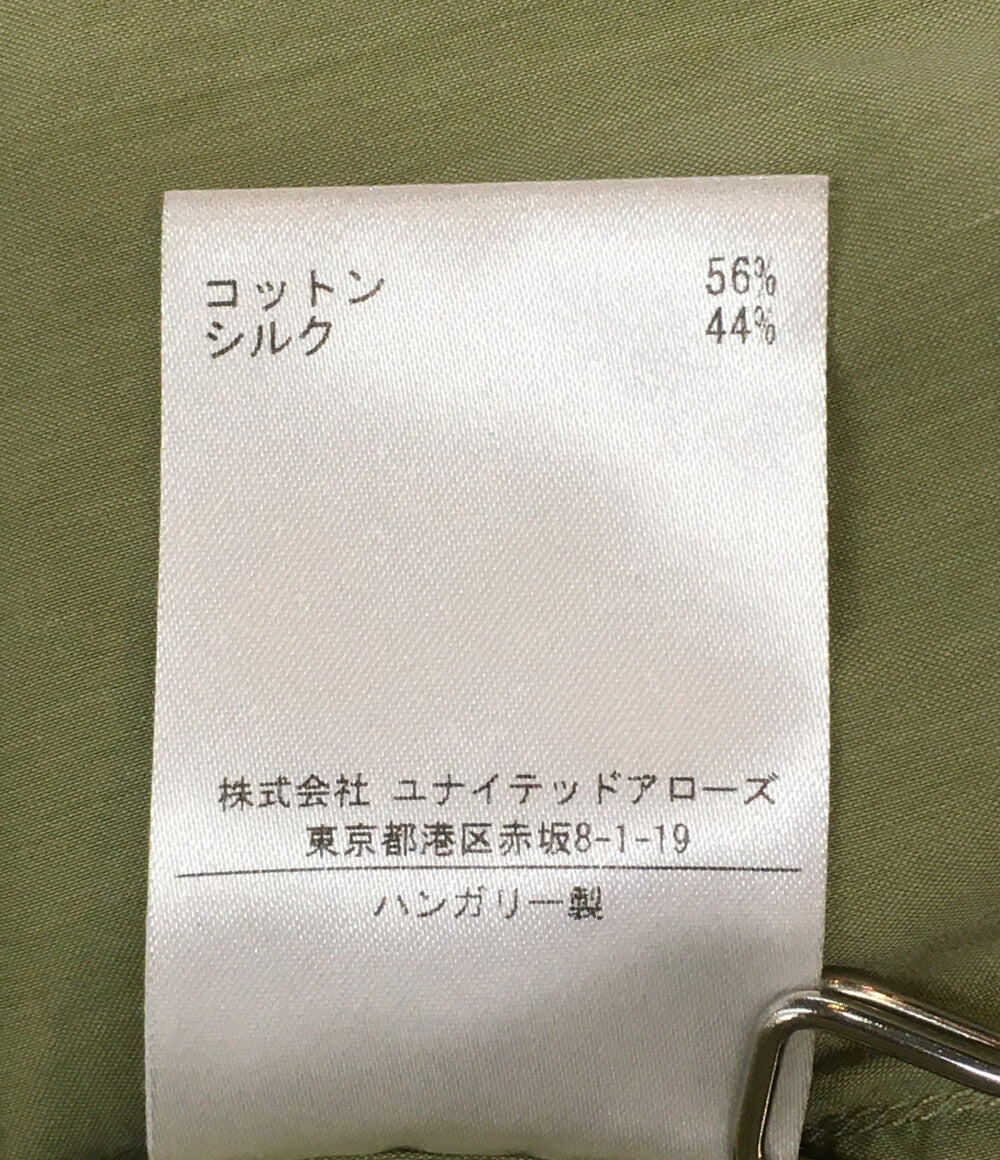 コットン 56%
シルク 44%
株式会社 ユナイテッドアローズ
東京都港区赤坂8-1-19
ハンガリー製